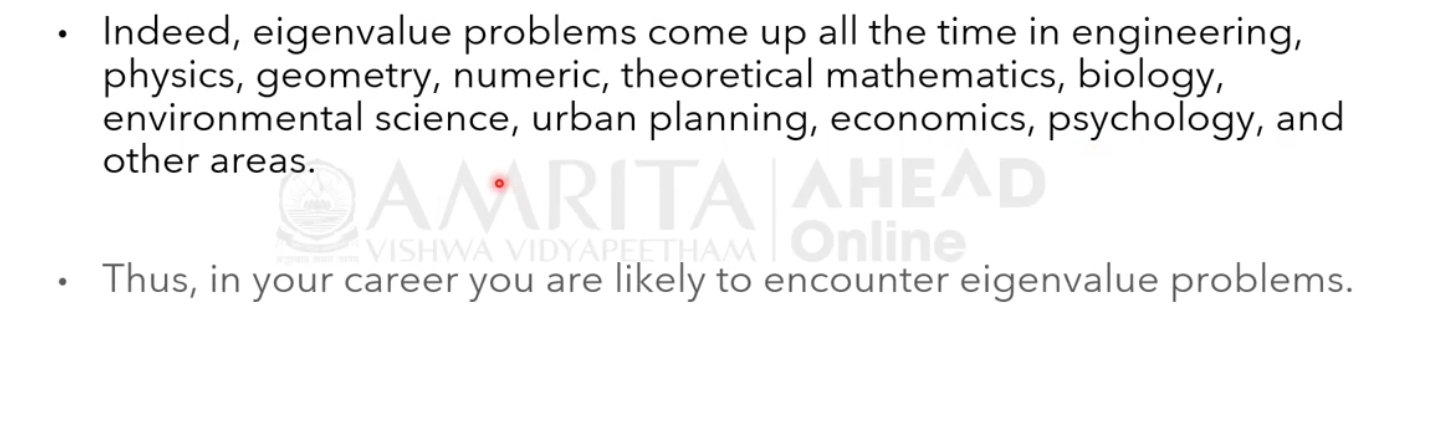 • Indeed, eigenvalue problems come up all the time in engineering,
physics, geometry, numeric, theoretical mathematics, biology,
environmental science, urban planning, economics, psychology, and
other areas.
AMRITA AHEAD
VISHWA VIDYAPEETHAM Online
• Thus, in your career you are likely to encounter eigenvalue problems.